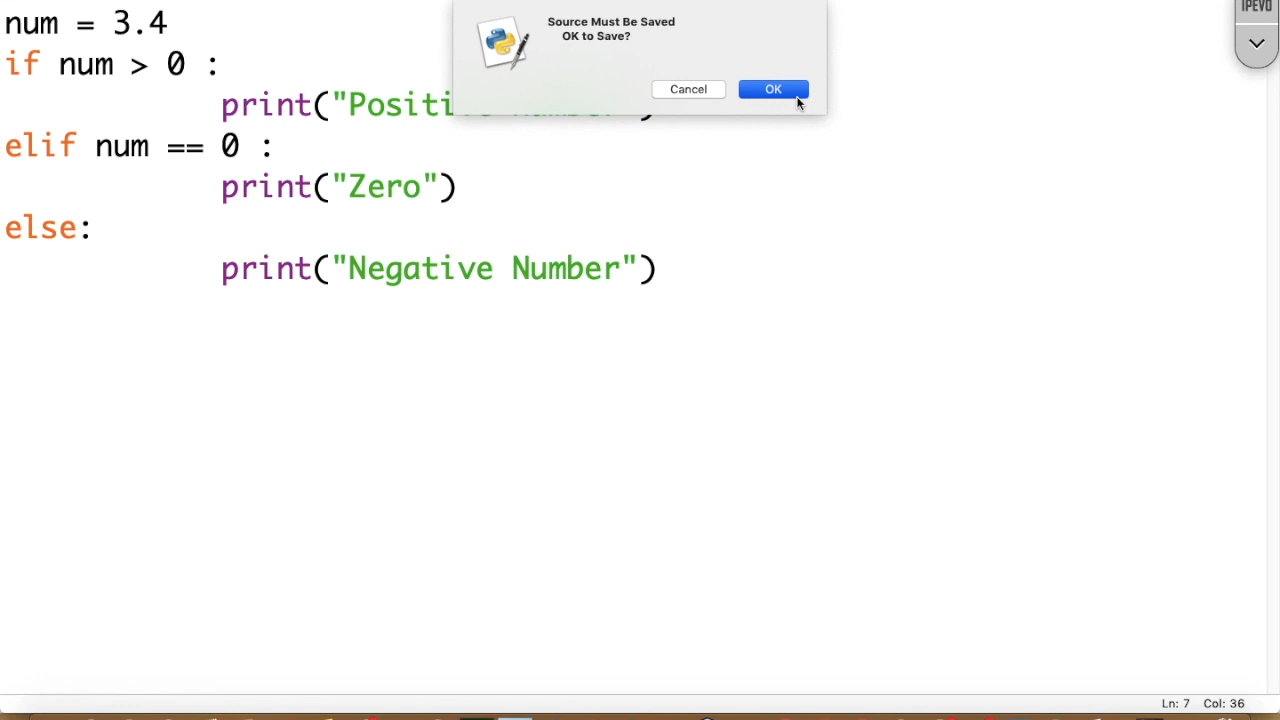 num = 3.4
Source Must Be Saved
OK to Save?
if num > 0 :
Cancel
OK
print("Positi
elif num == 0 :
print("Zero")
else:
print("Negative Number")
IPEVO
Ln: 7 Col: 36